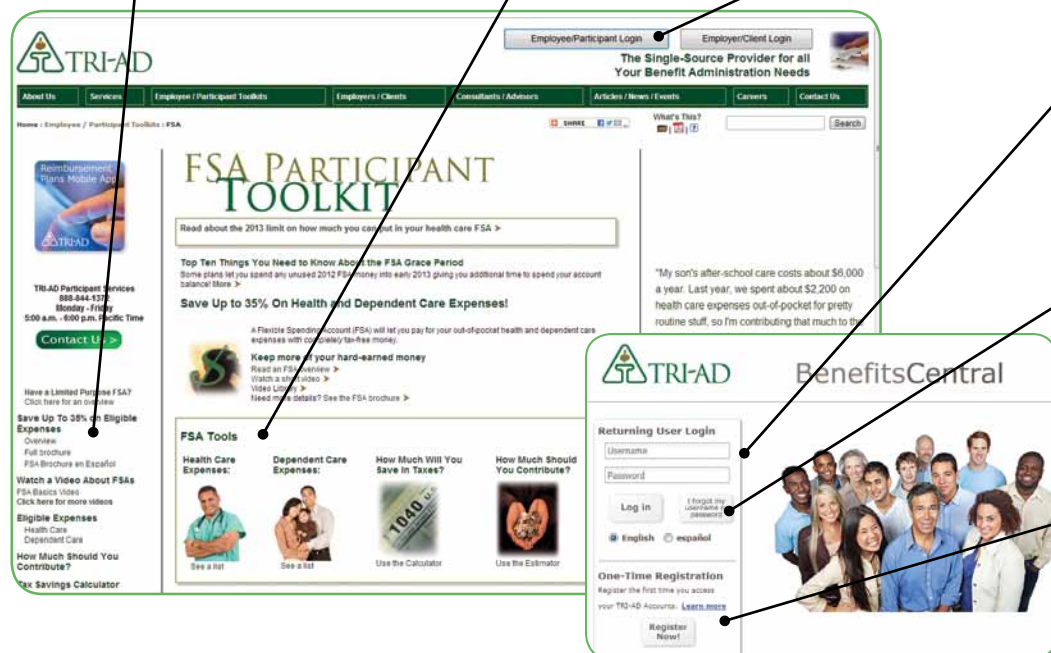 TRI-AD
Employee/Participant Login
Employer/Client Login
The Single-Source Provider for all
Your Benefit Administration Needs
About Us
Services
Employee / Participant Toolkits
Employers / Clients
Consultants / Advisors
Articles / News / Events
Careers
Contact Us
Home : Employee / Participant Toolkits : FSA
SHARE
What's This?
Search
Reimbursement
Plans Mobile App
TRI-AD
TRI-AD Participant Services
888-844-1372
Monday - Friday
5:00 a.m. - 6:00 p.m. Pacific Time
Contact Us >
Have a Limited Purpose FSA?
Click here for an overview
Save Up To 35% on Eligible
Expenses
Overview
Full brochure
FSA Brochure en Español
Watch a Video About FSAs
FSA Basics Video
Click here for more videos
Eligible Expenses
Health Care
Dependent Care
How Much Should You
Contribute?
Tax Savings Calculator
FSA PARTICIPANT
TOOLKIT
Read about the 2013 limit on how much you can put in your health care FSA >
Top Ten Things You Need to Know About the FSA Grace Period
Some plans let you spend any unused 2012 FSA money into early 2013 giving you additional time to spend your account
balance! More >
Save Up to 35% On Health and Dependent Care Expenses!
A Flexible Spending Account (FSA) will let you pay for your out-of-pocket health and dependent care
expenses with completely tax-free money.
Keep more of your hard-earned money
Read an FSA overview >
Watch a short video >
Video Library >
Need more details? See the FSA brochure >
FSA Tools
Health Care
Expenses:
See a list
Dependent Care
Expenses:
See a list
How Much Will You
Save In Taxes?
1040
Use the Calculator
How Much Should
You Contribute?
Use the Estimator
"My son's after-school care costs about $6,000
a year. Last year, we spent about $2,200 on
health care expenses out-of-pocket for pretty
routine stuff, so I'm contributing that much to the
TRI-AD
BenefitsCentral
Returning User Login
Username
Password
Log in
I forgot my
username
password
English
español
One-Time Registration
Register the first time you access
your TRI-AD Accounts. Learn more
Register
Now!